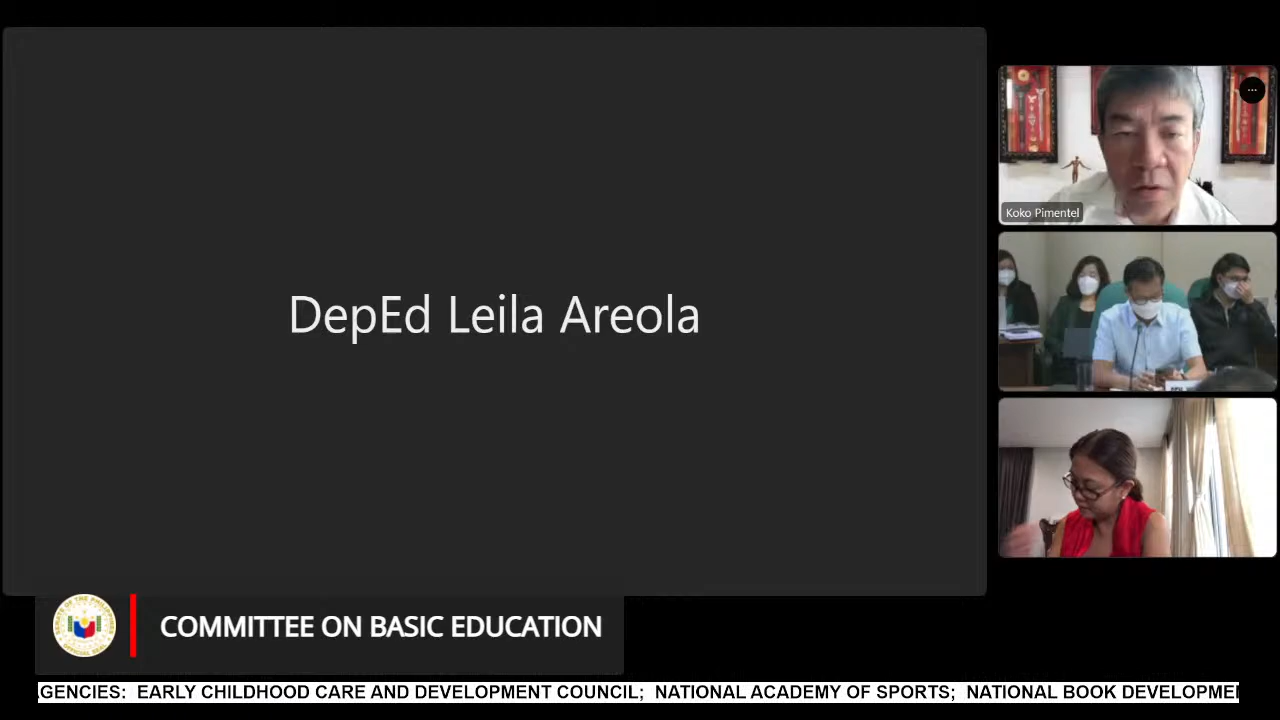 DepEd Leila Areola
Koko Pimentel
COMMITTEE ON BASIC EDUCATION
GENCIES: EARLY CHILDHOOD CARE AND DEVELOPMENT COUNCIL; NATIONAL ACADEMY OF SPORTS; NATIONAL BOOK DEVELOPME